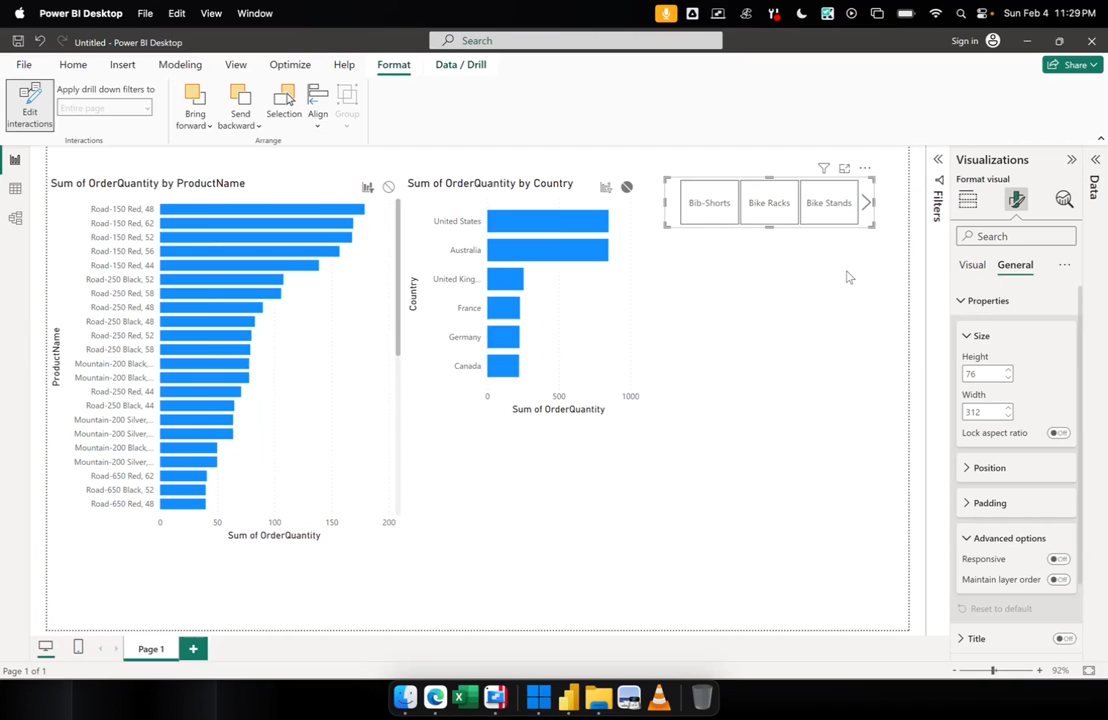 Power BI Desktop File Edit View Window
Sun Feb 4 11:29 PM
Untitled - Power BI Desktop
Search
Sign in
File Home Insert Modeling View Optimize Help Format Data / Drill
Share
Edit interactions
Apply drill down filters to
Entire page
Interactions
Bring forward
Send backward
Selection
Align
Group
Arrange
Sum of OrderQuantity by ProductName
ProductName
Road-150 Red, 48
Road-150 Red, 62
Road-150 Red, 52
Road-150 Red, 56
Road-150 Red, 44
Road-250 Black, 52
Road-250 Red, 58
Road-250 Red, 48
Road-250 Black, 48
Road-250 Red, 52
Road-250 Black, 58
Mountain-200 Black,...
Mountain-200 Black,...
Road-250 Red, 44
Road-250 Black, 44
Mountain-200 Silver,...
Mountain-200 Silver,...
Mountain-200 Black,...
Mountain-200 Silver,...
Road-650 Red, 62
Road-650 Black, 52
Road-650 Red, 48
0 50 100 150 200
Sum of OrderQuantity
Sum of OrderQuantity by Country
Country
United States
Australia
United King...
France
Germany
Canada
0 500 1000
Sum of OrderQuantity
Bib-Shorts Bike Racks Bike Stands
Filters
Visualizations
Format visual
Search
Visual General
Properties
Size
Height
76
Width
312
Lock aspect ratio
Off
Position
Padding
Advanced options
Responsive
Off
Maintain layer order
Off
Reset to default
Title
Off
Data
Page 1
Page 1 of 1
92%